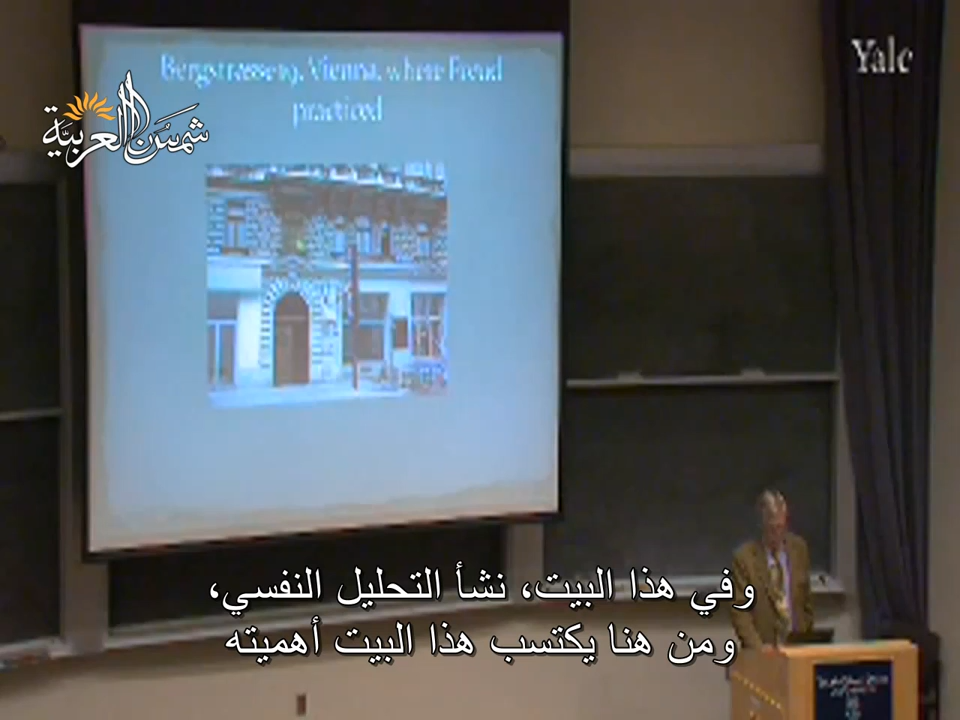 Yale
Bergstrasse 19, Vienna, where Freud
practiced
شمس العربية
وفي هذا البيت، نشأ التحليل النفسي،
ومن هنا يكتسب هذا البيت أهميته